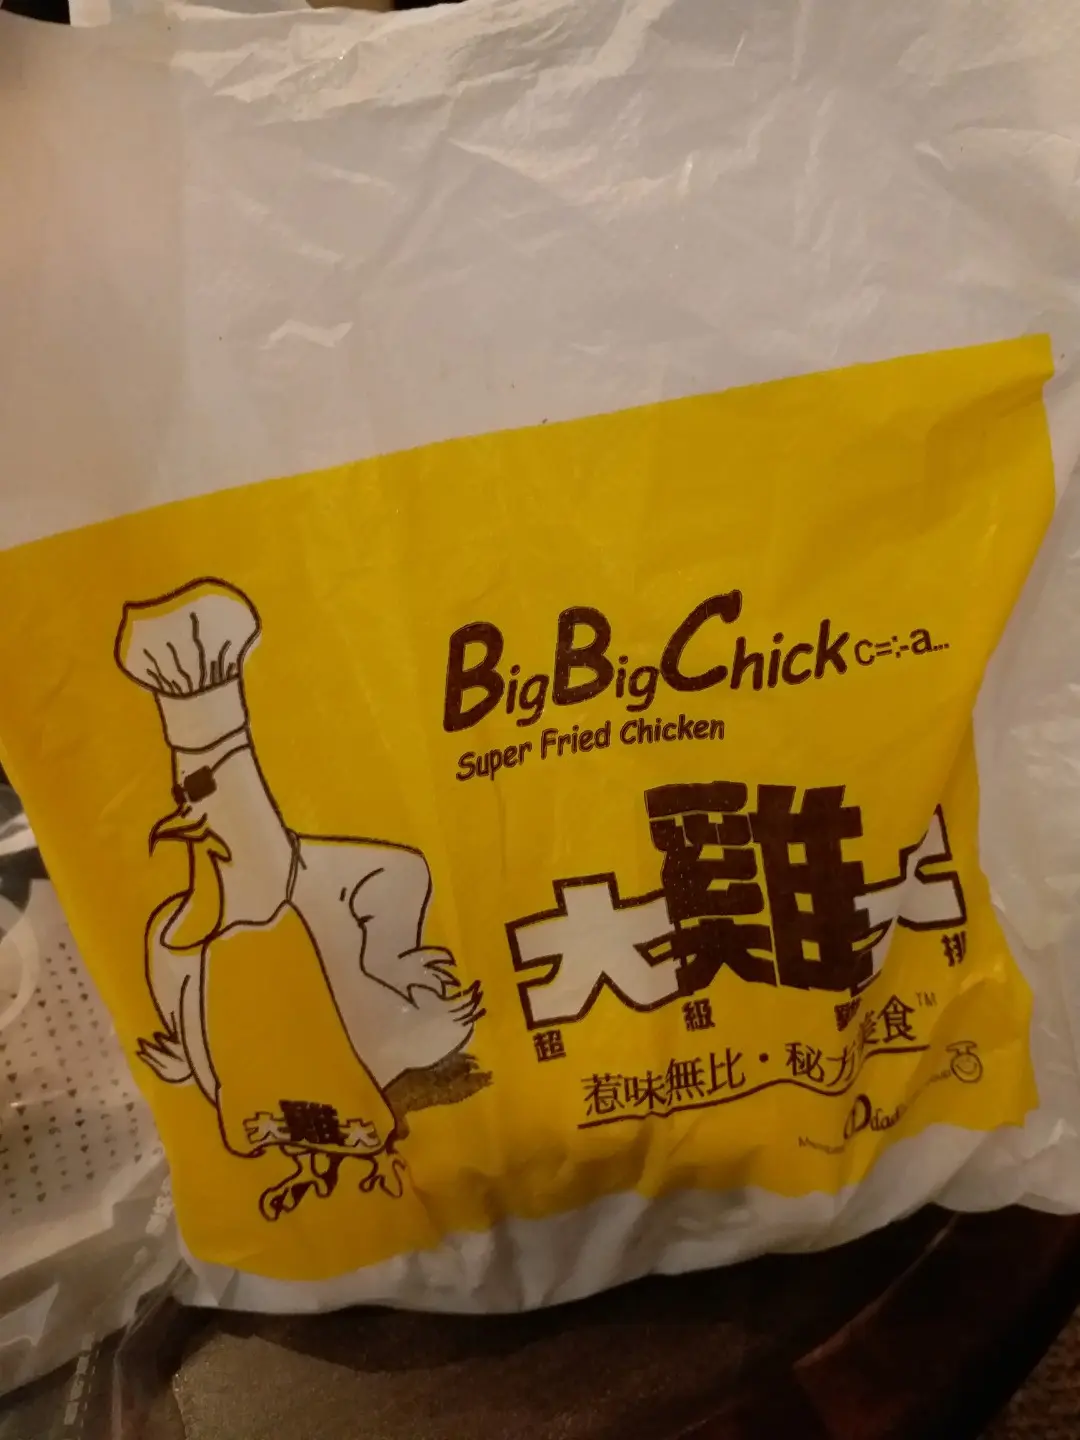 BigBigChick c=:-a...
Super Fried Chicken
大雞大
超級 排
惹味無比・秘方 食™
大雞大